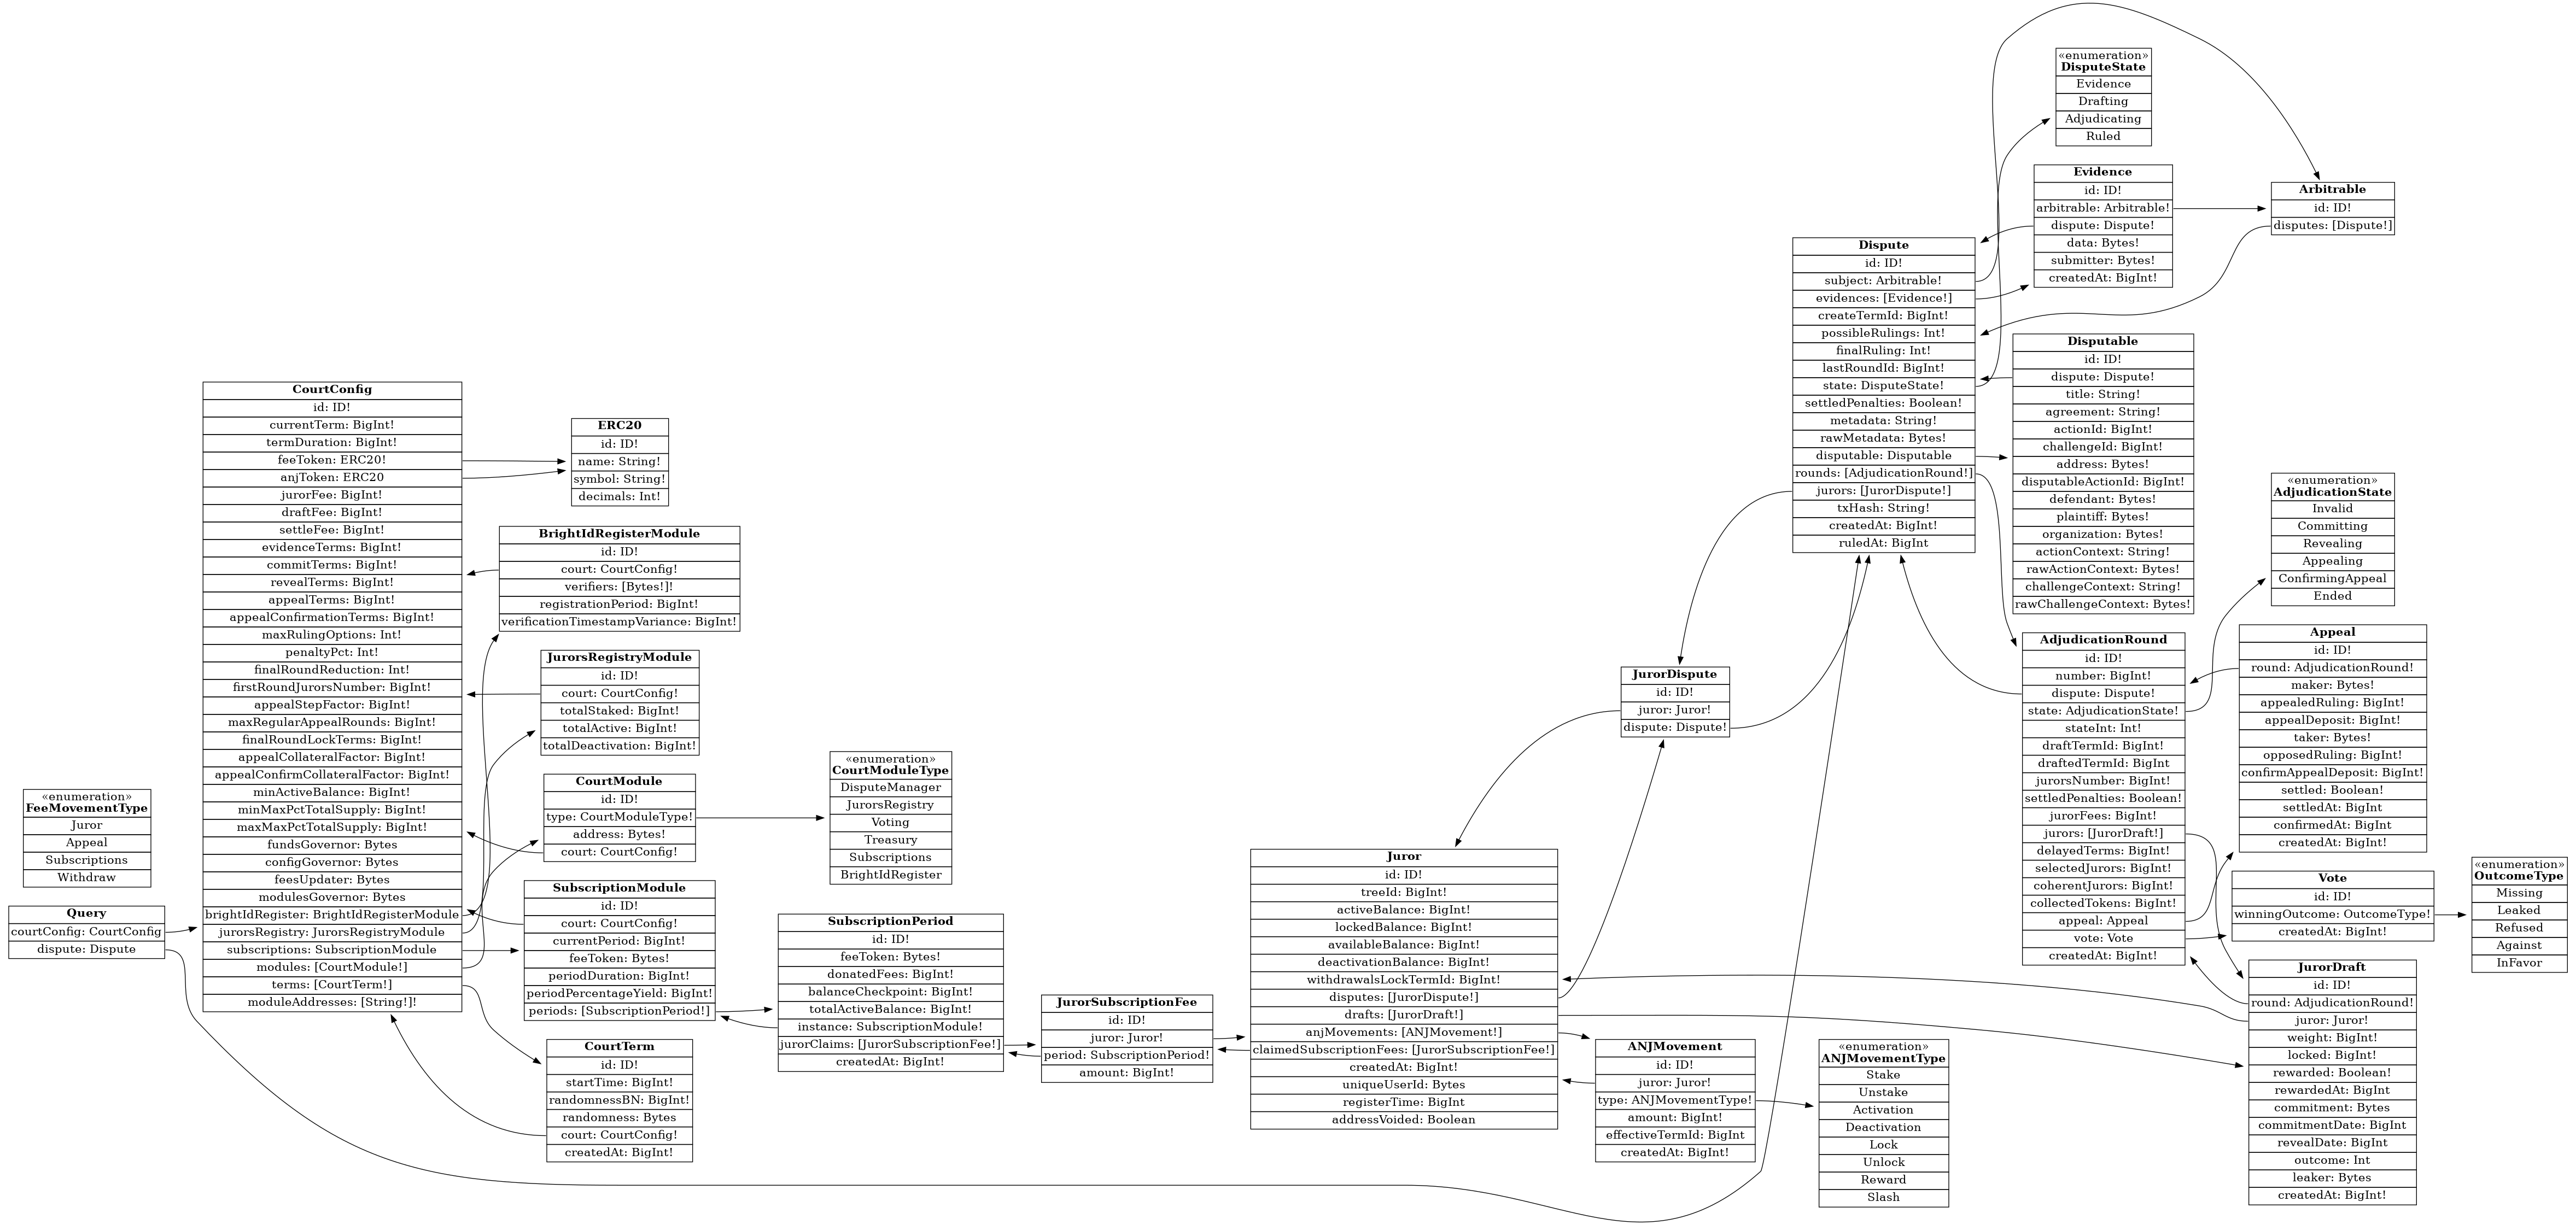 «enumeration»
FeeMovementType
Juror
Appeal
Subscriptions
Withdraw
Query
courtConfig: CourtConfig
dispute: Dispute
CourtConfig
id: ID!
currentTerm: BigInt!
termDuration: BigInt!
feeToken: ERC20!
anjToken: ERC20
jurorFee: BigInt!
draftFee: BigInt!
settleFee: BigInt!
evidenceTerms: BigInt!
commitTerms: BigInt!
revealTerms: BigInt!
appealTerms: BigInt!
appealConfirmationTerms: BigInt!
maxRulingOptions: Int!
penaltyPct: Int!
finalRoundReduction: Int!
firstRoundJurorsNumber: BigInt!
appealStepFactor: BigInt!
maxRegularAppealRounds: BigInt!
finalRoundLockTerms: BigInt!
appealCollateralFactor: BigInt!
appealConfirmCollateralFactor: BigInt!
minActiveBalance: BigInt!
minMaxPctTotalSupply: BigInt!
maxMaxPctTotalSupply: BigInt!
fundsGovernor: Bytes
configGovernor: Bytes
feesUpdater: Bytes
modulesGovernor: Bytes
brightIdRegister: BrightIdRegisterModule
jurorsRegistry: JurorsRegistryModule
subscriptions: SubscriptionModule
modules: [CourtModule!]
terms: [CourtTerm!]
moduleAddresses: [String!]!
ERC20
id: ID!
name: String!
symbol: String!
decimals: Int!
BrightIdRegisterModule
id: ID!
court: CourtConfig!
verifiers: [Bytes!]!
registrationPeriod: BigInt!
verificationTimestampVariance: BigInt!
JurorsRegistryModule
id: ID!
court: CourtConfig!
totalStaked: BigInt!
totalActive: BigInt!
totalDeactivation: BigInt!
CourtModule
id: ID!
type: CourtModuleType!
address: Bytes!
court: CourtConfig!
SubscriptionModule
id: ID!
court: CourtConfig!
currentPeriod: BigInt!
feeToken: Bytes!
periodDuration: BigInt!
periodPercentageYield: BigInt!
periods: [SubscriptionPeriod!]
CourtTerm
id: ID!
startTime: BigInt!
randomnessBN: BigInt!
randomness: Bytes
court: CourtConfig!
createdAt: BigInt!
«enumeration»
CourtModuleType
DisputeManager
JurorsRegistry
Voting
Treasury
Subscriptions
BrightIdRegister
SubscriptionPeriod
id: ID!
feeToken: Bytes!
donatedFees: BigInt!
balanceCheckpoint: BigInt!
totalActiveBalance: BigInt!
instance: SubscriptionModule!
jurorClaims: [JurorSubscriptionFee!]
createdAt: BigInt!
JurorSubscriptionFee
id: ID!
juror: Juror!
period: SubscriptionPeriod!
amount: BigInt!
Juror
id: ID!
treeId: BigInt!
activeBalance: BigInt!
lockedBalance: BigInt!
availableBalance: BigInt!
deactivationBalance: BigInt!
withdrawalsLockTermId: BigInt!
disputes: [JurorDispute!]
drafts: [JurorDraft!]
anjMovements: [ANJMovement!]
claimedSubscriptionFees: [JurorSubscriptionFee!]
createdAt: BigInt!
uniqueUserId: Bytes
registerTime: BigInt
addressVoided: Boolean
JurorDispute
id: ID!
juror: Juror!
dispute: Dispute!
ANJMovement
id: ID!
juror: Juror!
type: ANJMovementType!
amount: BigInt!
effectiveTermId: BigInt
createdAt: BigInt!
«enumeration»
ANJMovementType
Stake
Unstake
Activation
Deactivation
Lock
Unlock
Reward
Slash
Dispute
id: ID!
subject: Arbitrable!
evidences: [Evidence!]
createTermId: BigInt!
possibleRulings: Int!
finalRuling: Int!
lastRoundId: BigInt!
state: DisputeState!
settledPenalties: Boolean!
metadata: String!
rawMetadata: Bytes!
disputable: Disputable
rounds: [AdjudicationRound!]
jurors: [JurorDispute!]
txHash: String!
createdAt: BigInt!
ruledAt: BigInt
«enumeration»
DisputeState
Evidence
Drafting
Adjudicating
Ruled
Evidence
id: ID!
arbitrable: Arbitrable!
dispute: Dispute!
data: Bytes!
submitter: Bytes!
createdAt: BigInt!
Disputable
id: ID!
dispute: Dispute!
title: String!
agreement: String!
actionId: BigInt!
challengeId: BigInt!
address: Bytes!
disputableActionId: BigInt!
defendant: Bytes!
plaintiff: Bytes!
organization: Bytes!
actionContext: String!
rawActionContext: Bytes!
challengeContext: String!
rawChallengeContext: Bytes!
AdjudicationRound
id: ID!
number: BigInt!
dispute: Dispute!
state: AdjudicationState!
stateInt: Int!
draftTermId: BigInt!
draftedTermId: BigInt
jurorsNumber: BigInt!
settledPenalties: Boolean!
jurorFees: BigInt!
jurors: [JurorDraft!]
delayedTerms: BigInt!
selectedJurors: BigInt!
coherentJurors: BigInt!
collectedTokens: BigInt!
appeal: Appeal
vote: Vote
createdAt: BigInt!
Arbitrable
id: ID!
disputes: [Dispute!]
«enumeration»
AdjudicationState
Invalid
Committing
Revealing
Appealing
ConfirmingAppeal
Ended
Appeal
id: ID!
round: AdjudicationRound!
maker: Bytes!
appealedRuling: BigInt!
appealDeposit: BigInt!
taker: Bytes!
opposedRuling: BigInt!
confirmAppealDeposit: BigInt!
settled: Boolean!
settledAt: BigInt
confirmedAt: BigInt
createdAt: BigInt!
Vote
id: ID!
winningOutcome: OutcomeType!
createdAt: BigInt!
JurorDraft
id: ID!
round: AdjudicationRound!
juror: Juror!
weight: BigInt!
locked: BigInt!
rewarded: Boolean!
rewardedAt: BigInt
commitment: Bytes
commitmentDate: BigInt
revealDate: BigInt
outcome: Int
leaker: Bytes
createdAt: BigInt!
«enumeration»
OutcomeType
Missing
Leaked
Refused
Against
InFavor